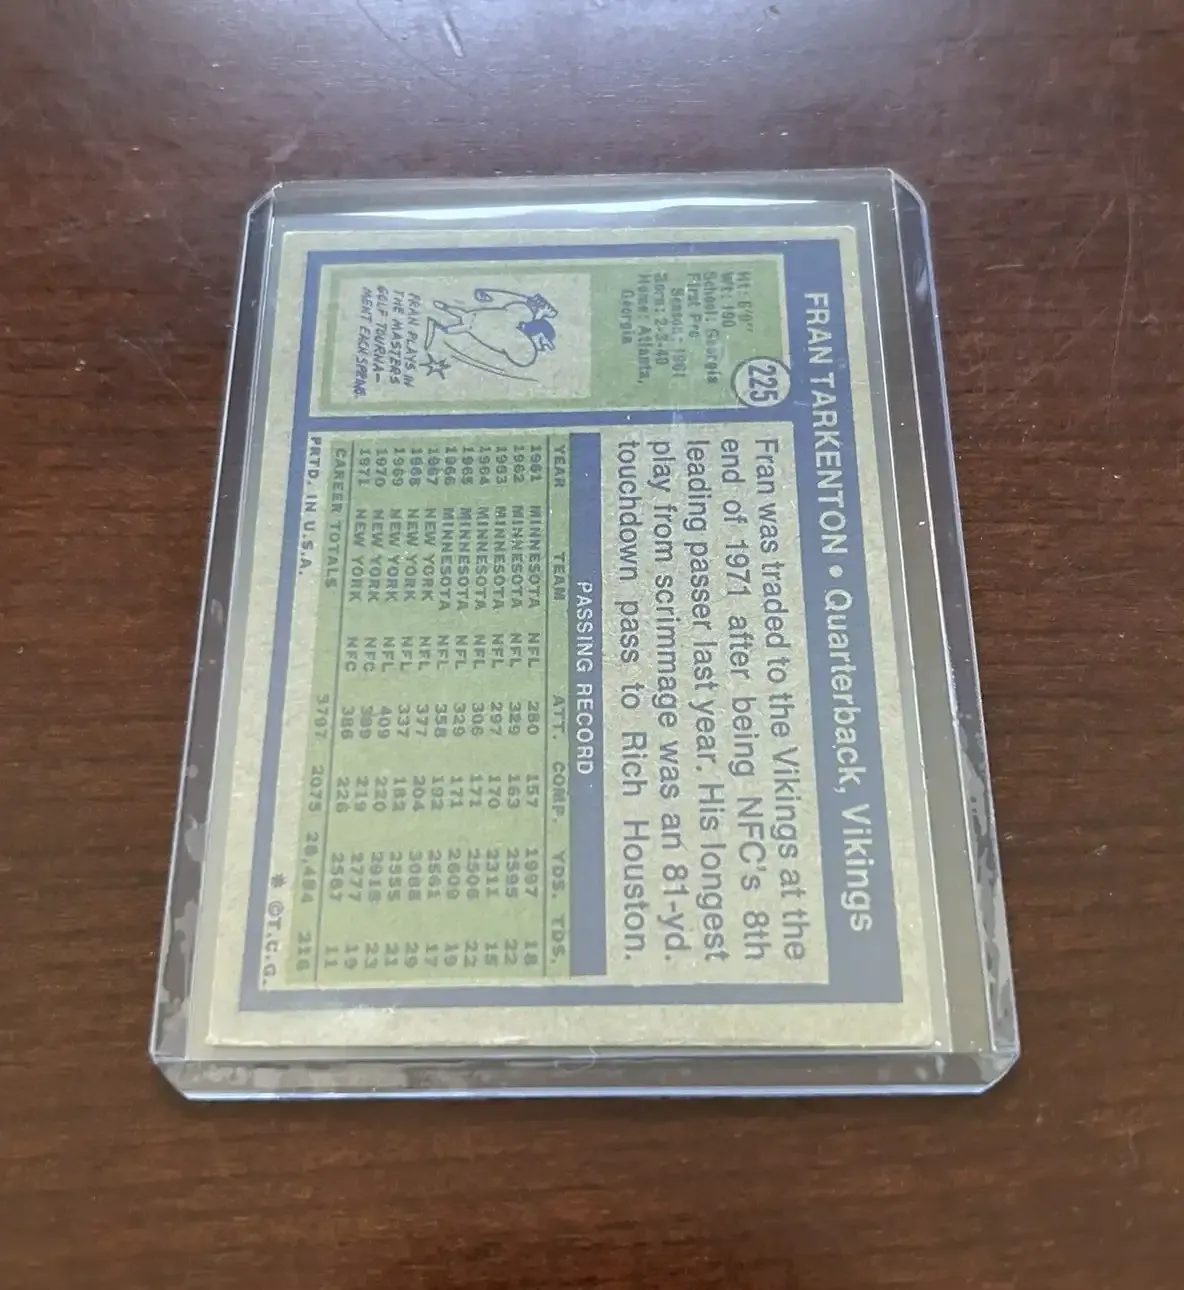 FRAN TARKENTON • Quarterback, Vikings
225
Ht: 6'0"
Wt: 190
School: Georgia
First Pro
Season-1961
Born: 2-3-40
Home: Atlanta,
Georgia
FRAN PLAYS IN
THE MASTERS
GOLF TOURNA-
MENT EACH SPRING.
Fran was traded to the Vikings at the
end of 1971 after being NFC's 8th
leading passer last year. His longest
play from scrimmage was an 81-yd.
touchdown pass to Rich Houston.
PASSING RECORD
YEAR TEAM ATT. COMP. YDS. TDS.
1961 MINNESOTA NFL 280 157 1997 18
1962 MINNESOTA NFL 329 163 2595 22
1963 MINNESOTA NFL 297 170 2311 15
1964 MINNESOTA NFL 306 171 2506 22
1965 MINNESOTA NFL 329 171 2609 19
1966 MINNESOTA NFL 358 192 2561 17
1967 NEW YORK NFL 377 204 3088 29
1968 NEW YORK NFL 337 182 2555 21
1969 NEW YORK NFL 409 220 2918 23
1970 NEW YORK NFC 389 219 2777 19
1971 NEW YORK NFC 386 226 2567 11
CAREER TOTALS 3797 2075 28,484 216
PRTD. IN U.S.A.
* ©T.C.G.